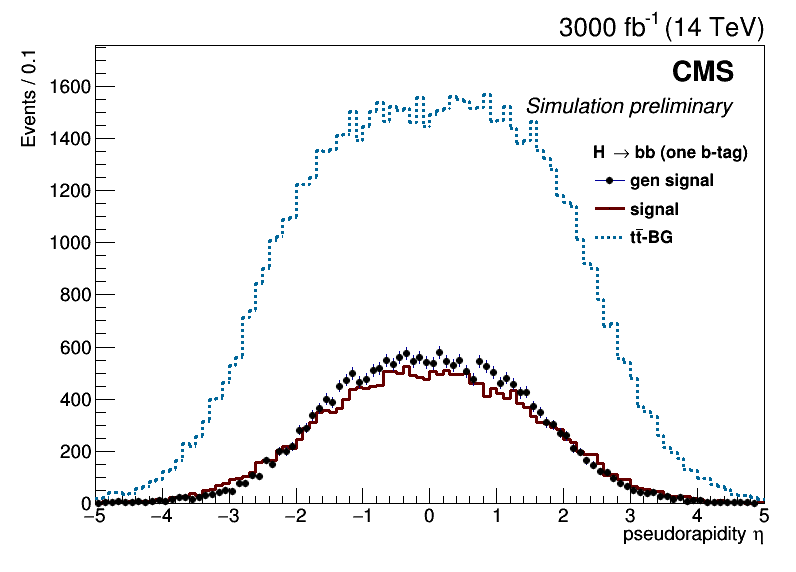 3000 fb⁻¹ (14 TeV)
Events / 0.1
CMS
Simulation preliminary
H → bb (one b-tag)
gen signal
signal
tt̄-BG
1600
1400
1200
1000
800
600
400
200
0
−5 −4 −3 −2 −1 0 1 2 3 4 5
pseudorapidity η